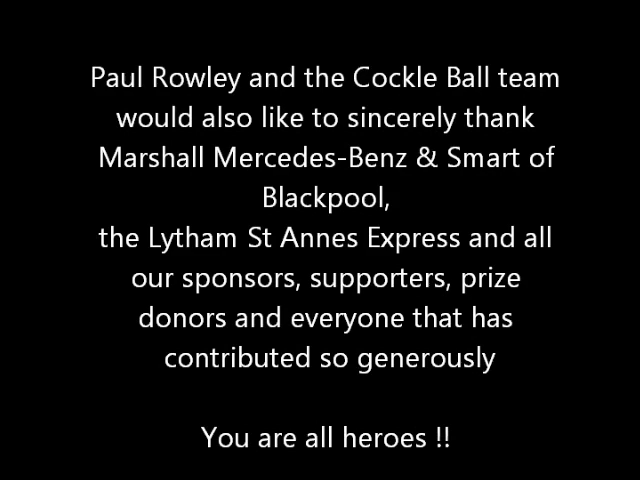 Paul Rowley and the Cockle Ball team
would also like to sincerely thank
Marshall Mercedes-Benz & Smart of
Blackpool,
the Lytham St Annes Express and all
our sponsors, supporters, prize
donors and everyone that has
contributed so generously
You are all heroes !!